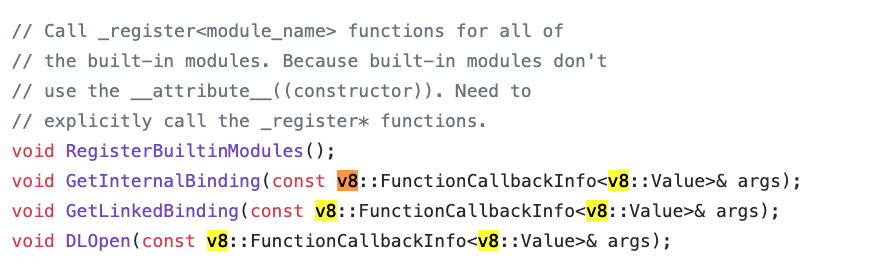 // Call _register<module_name> functions for all of
// the built-in modules. Because built-in modules don't
// use the __attribute__((constructor)). Need to
// explicitly call the _register* functions.
void RegisterBuiltinModules();
void GetInternalBinding(const v8::FunctionCallbackInfo<v8::Value>& args);
void GetLinkedBinding(const v8::FunctionCallbackInfo<v8::Value>& args);
void DLOpen(const v8::FunctionCallbackInfo<v8::Value>& args);